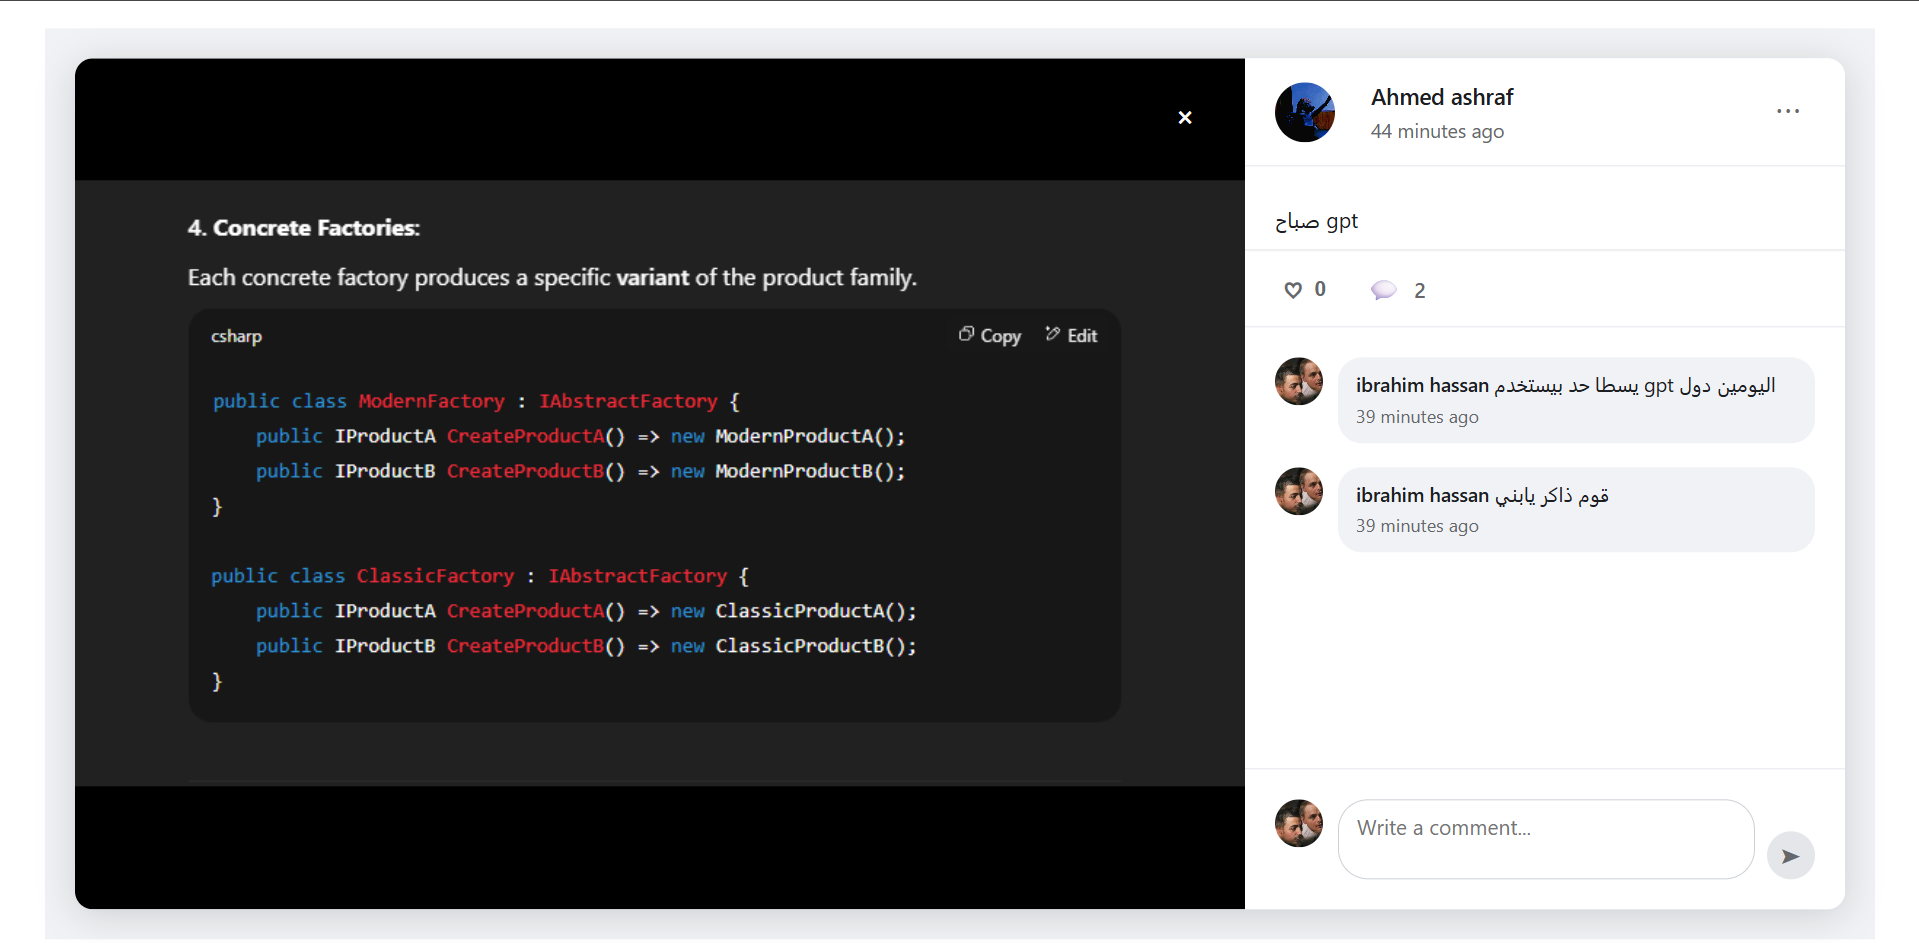 4. Concrete Factories:
Each concrete factory produces a specific variant of the product family.
csharp
Copy
Edit
public class ModernFactory : IAbstractFactory {
    public IProductA CreateProductA() => new ModernProductA();
    public IProductB CreateProductB() => new ModernProductB();
}
public class ClassicFactory : IAbstractFactory {
    public IProductA CreateProductA() => new ClassicProductA();
    public IProductB CreateProductB() => new ClassicProductB();
}
Ahmed ashraf
44 minutes ago
صباح gpt
0
2
ibrahim hassan يسطا حد بيستخدم gpt اليومين دول
39 minutes ago
ibrahim hassan قوم ذاكر يابني
39 minutes ago
Write a comment...